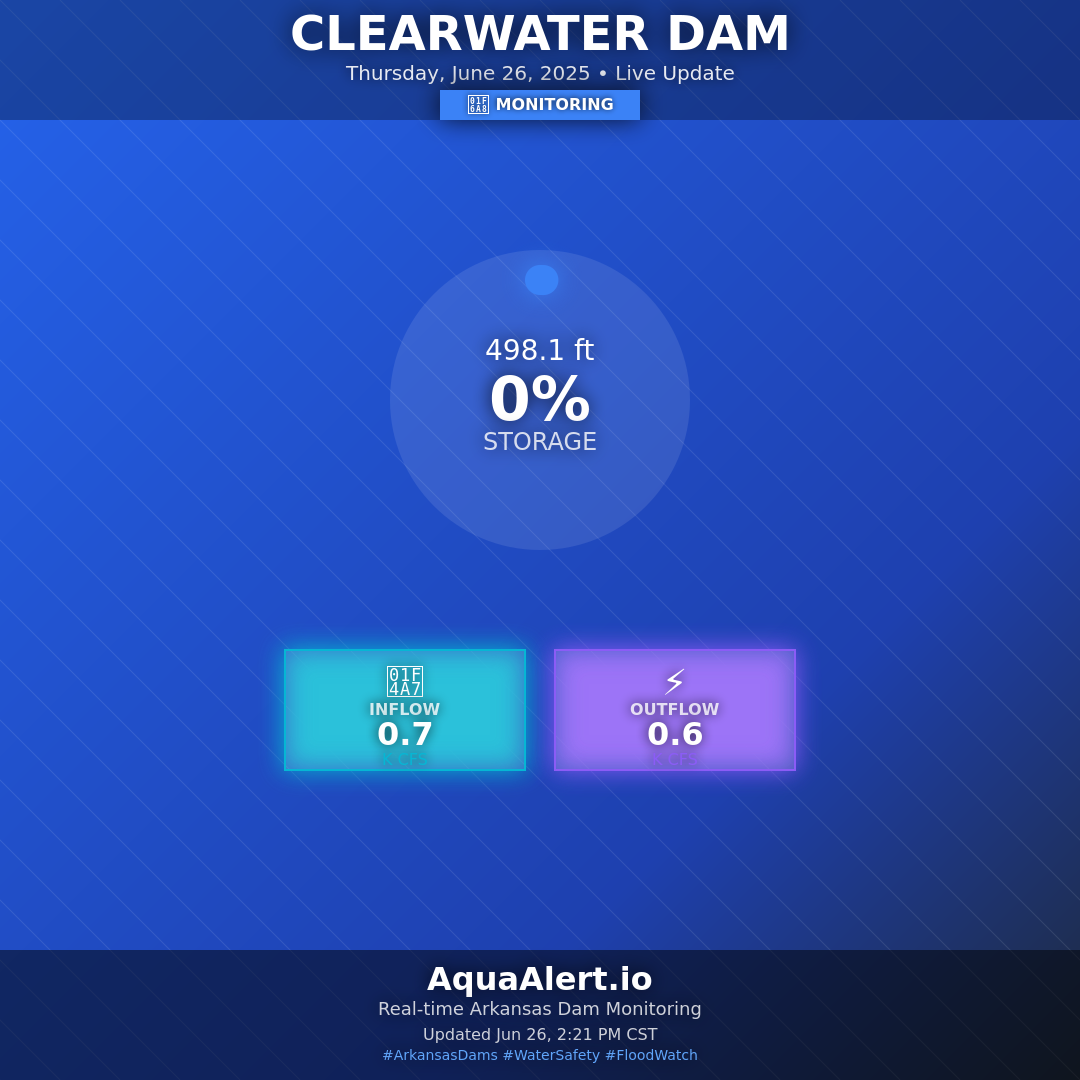 CLEARWATER DAM
Thursday, June 26, 2025 • Live Update
MONITORING
498.1 ft
0%
STORAGE
INFLOW
0.7
K CFS
OUTFLOW
0.6
K CFS
AquaAlert.io
Real-time Arkansas Dam Monitoring
Updated Jun 26, 2:21 PM CST
#ArkansasDams #WaterSafety #FloodWatch